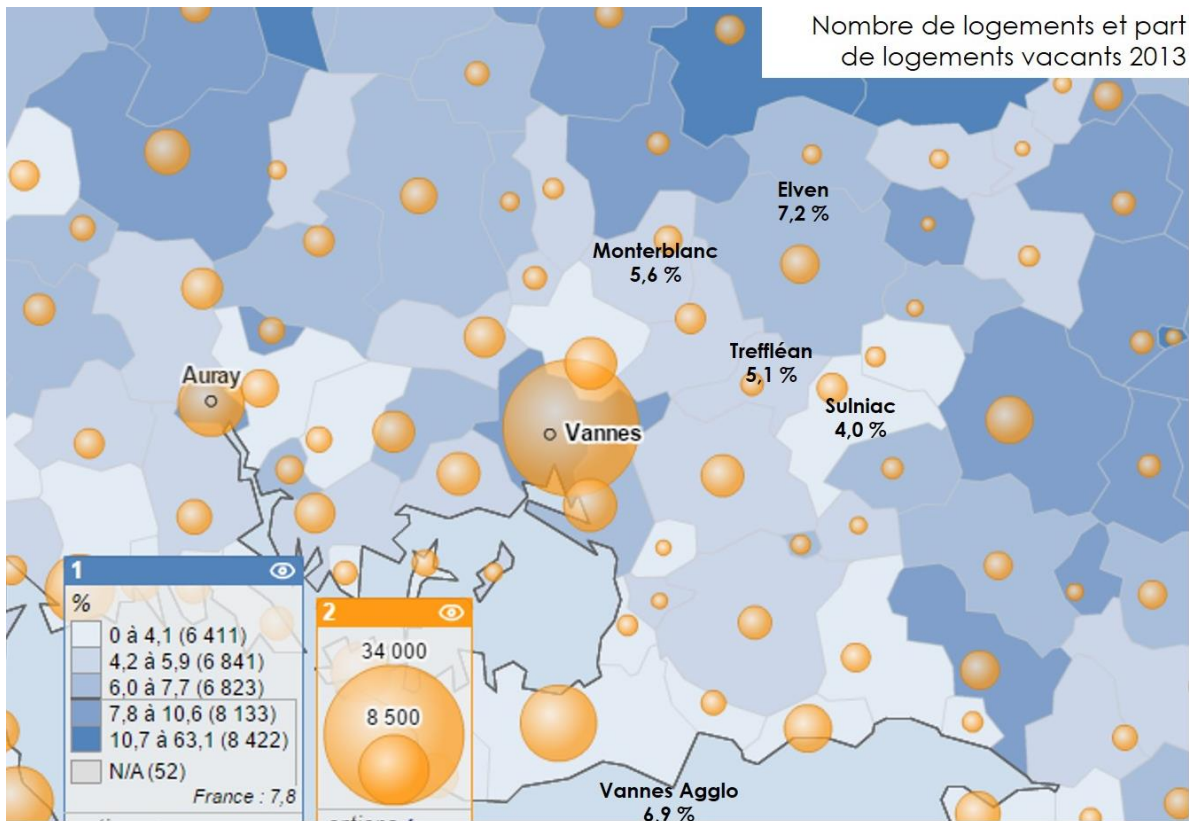 Nombre de logements et part
de logements vacants 2013
Elven
7,2 %
Monterblanc
5,6 %
Treffléan
5,1 %
Auray
Sulniac
4,0 %
Vannes
1
%
0 à 4,1 (6 411)
4,2 à 5,9 (6 841)
6,0 à 7,7 (6 823)
7,8 à 10,6 (8 133)
10,7 à 63,1 (8 422)
N/A (52)
France : 7,8
2
34 000
8 500
Vannes Agglo
6,9 %